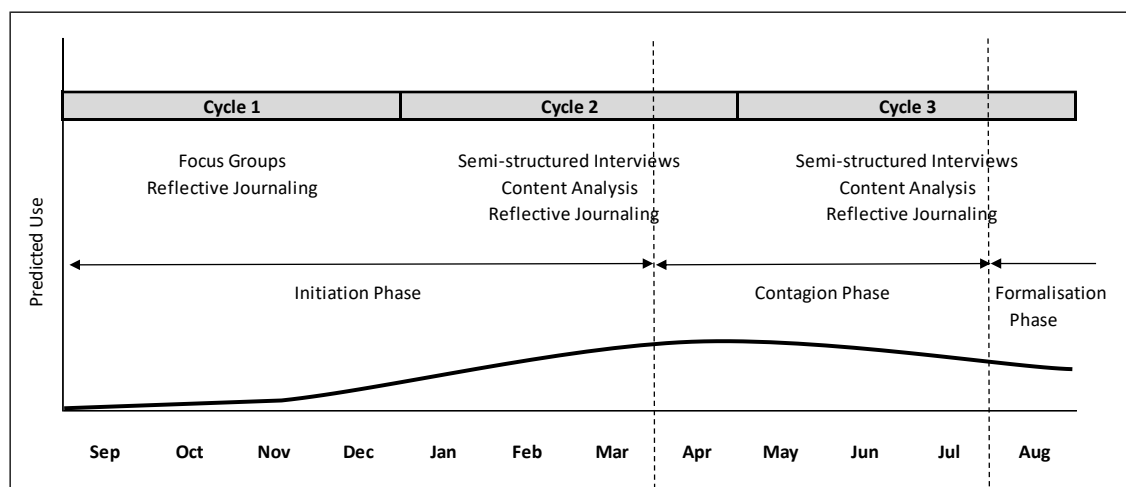 Cycle 1 Cycle 2 Cycle 3
Focus Groups
Reflective Journaling
Semi-structured Interviews
Content Analysis
Reflective Journaling
Semi-structured Interviews
Content Analysis
Reflective Journaling
Predicted Use
Initiation Phase
Contagion Phase
Formalisation
Phase
Sep Oct Nov Dec Jan Feb Mar Apr May Jun Jul Aug